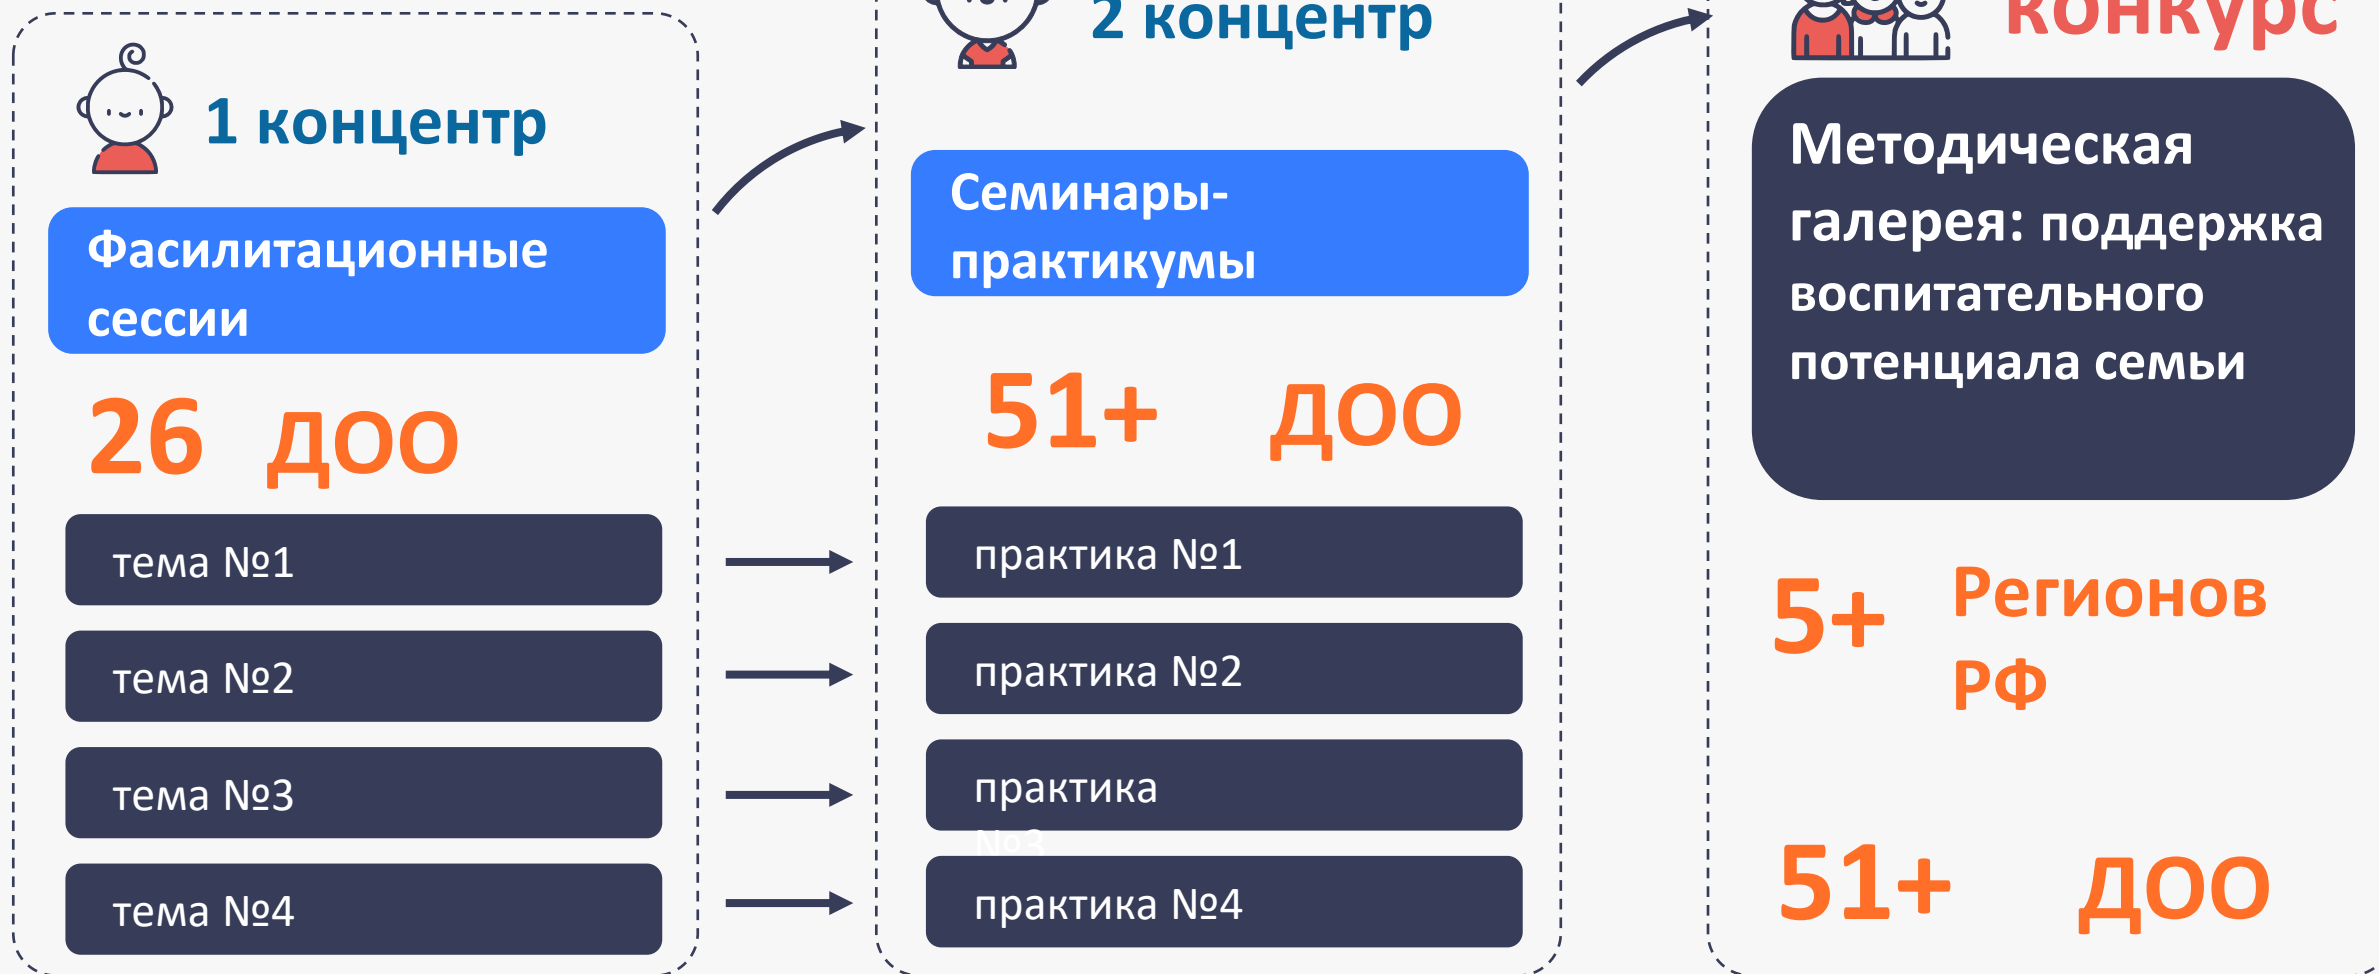 1 концентр
Фасилитационные
сессии
26 ДОО
тема №1
тема №2
тема №3
тема №4
2 концентр
Семинары-
практикумы
51+ ДОО
практика №1
практика №2
практика
№3
практика №4
конкурс
Методическая
галерея: поддержка
воспитательного
потенциала семьи
5+ Регионов
РФ
51+ ДОО